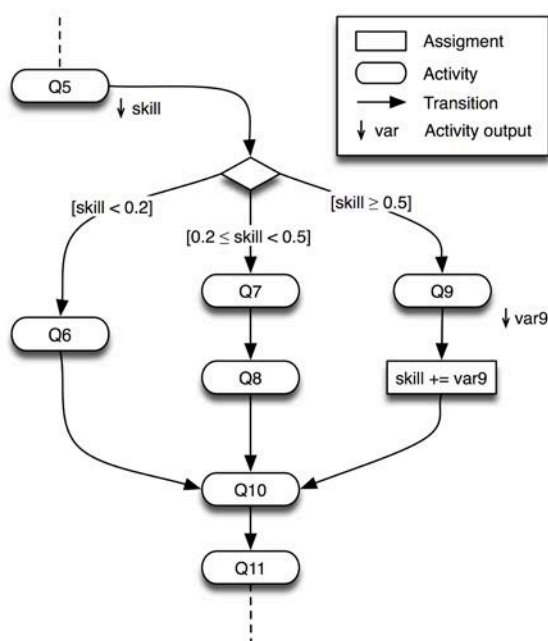 Q5
↓ skill
Assigment
Activity
Transition
↓ var Activity output
[skill < 0.2]
[0.2 ≤ skill < 0.5]
[skill ≥ 0.5]
Q6
Q7
Q8
Q9
↓ var9
skill += var9
Q10
Q11